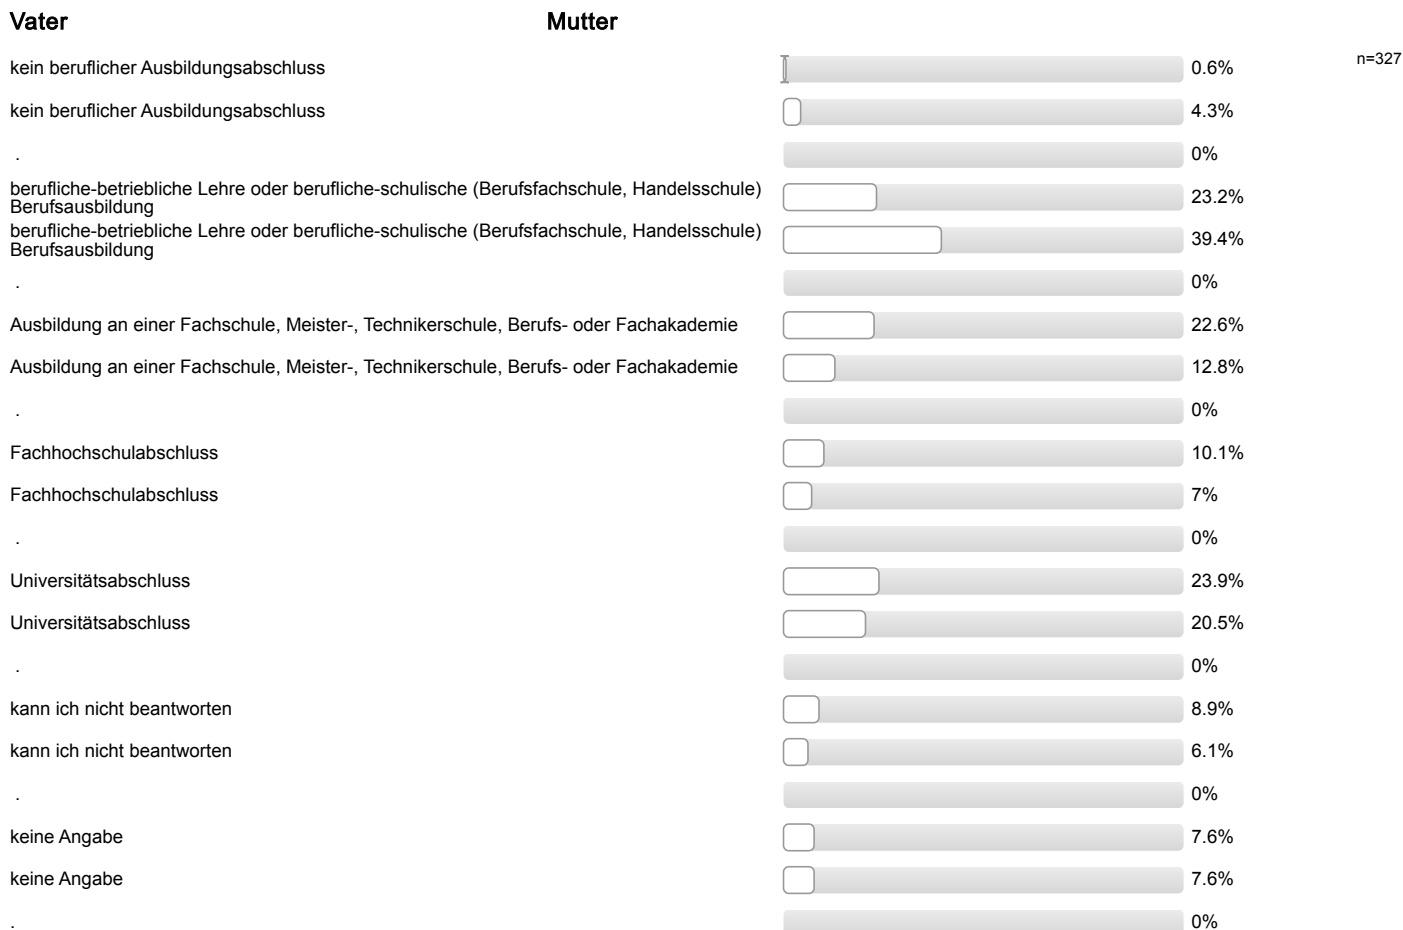 Vater Mutter
kein beruflicher Ausbildungsabschluss 0.6% n=327
kein beruflicher Ausbildungsabschluss 4.3%
. 0%
berufliche-betriebliche Lehre oder berufliche-schulische (Berufsfachschule, Handelsschule)
Berufsausbildung 23.2%
berufliche-betriebliche Lehre oder berufliche-schulische (Berufsfachschule, Handelsschule)
Berufsausbildung 39.4%
. 0%
Ausbildung an einer Fachschule, Meister-, Technikerschule, Berufs- oder Fachakademie 22.6%
Ausbildung an einer Fachschule, Meister-, Technikerschule, Berufs- oder Fachakademie 12.8%
. 0%
Fachhochschulabschluss 10.1%
Fachhochschulabschluss 7%
. 0%
Universitätsabschluss 23.9%
Universitätsabschluss 20.5%
. 0%
kann ich nicht beantworten 8.9%
kann ich nicht beantworten 6.1%
. 0%
keine Angabe 7.6%
keine Angabe 7.6%
. 0%